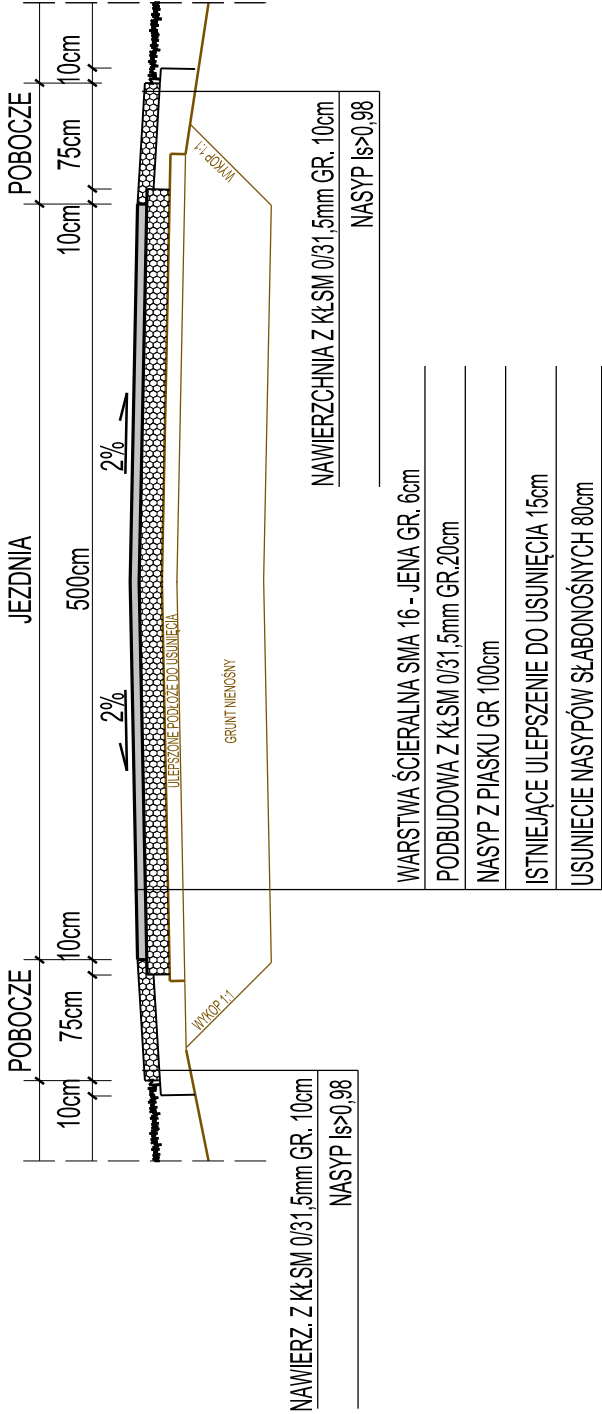 POBOCZE
JEZDNIA
POBOCZE
10cm
75cm
10cm
500cm
10cm
75cm
10cm
2%
2%
WYKOP 1:1
ULEPSZONE PODŁOŻE DO USUNIĘCIA
WYKOP 1:1
GRUNT NIENOŚNY
NAWIERZ. Z KŁSM 0/31,5mm GR. 10cm
NASYP Is>0,98
NAWIERZCHNIA Z KŁSM 0/31,5mm GR. 10cm
NASYP Is>0,98
WARSTWA ŚCIERALNA SMA 16 - JENA GR. 6cm
PODBUDOWA Z KŁSM 0/31,5mm GR.20cm
NASYP Z PIASKU GR 100cm
ISTNIEJĄCE ULEPSZENIE DO USUNIĘCIA 15cm
USUNIECIE NASYPÓW SŁABONOŚNYCH 80cm